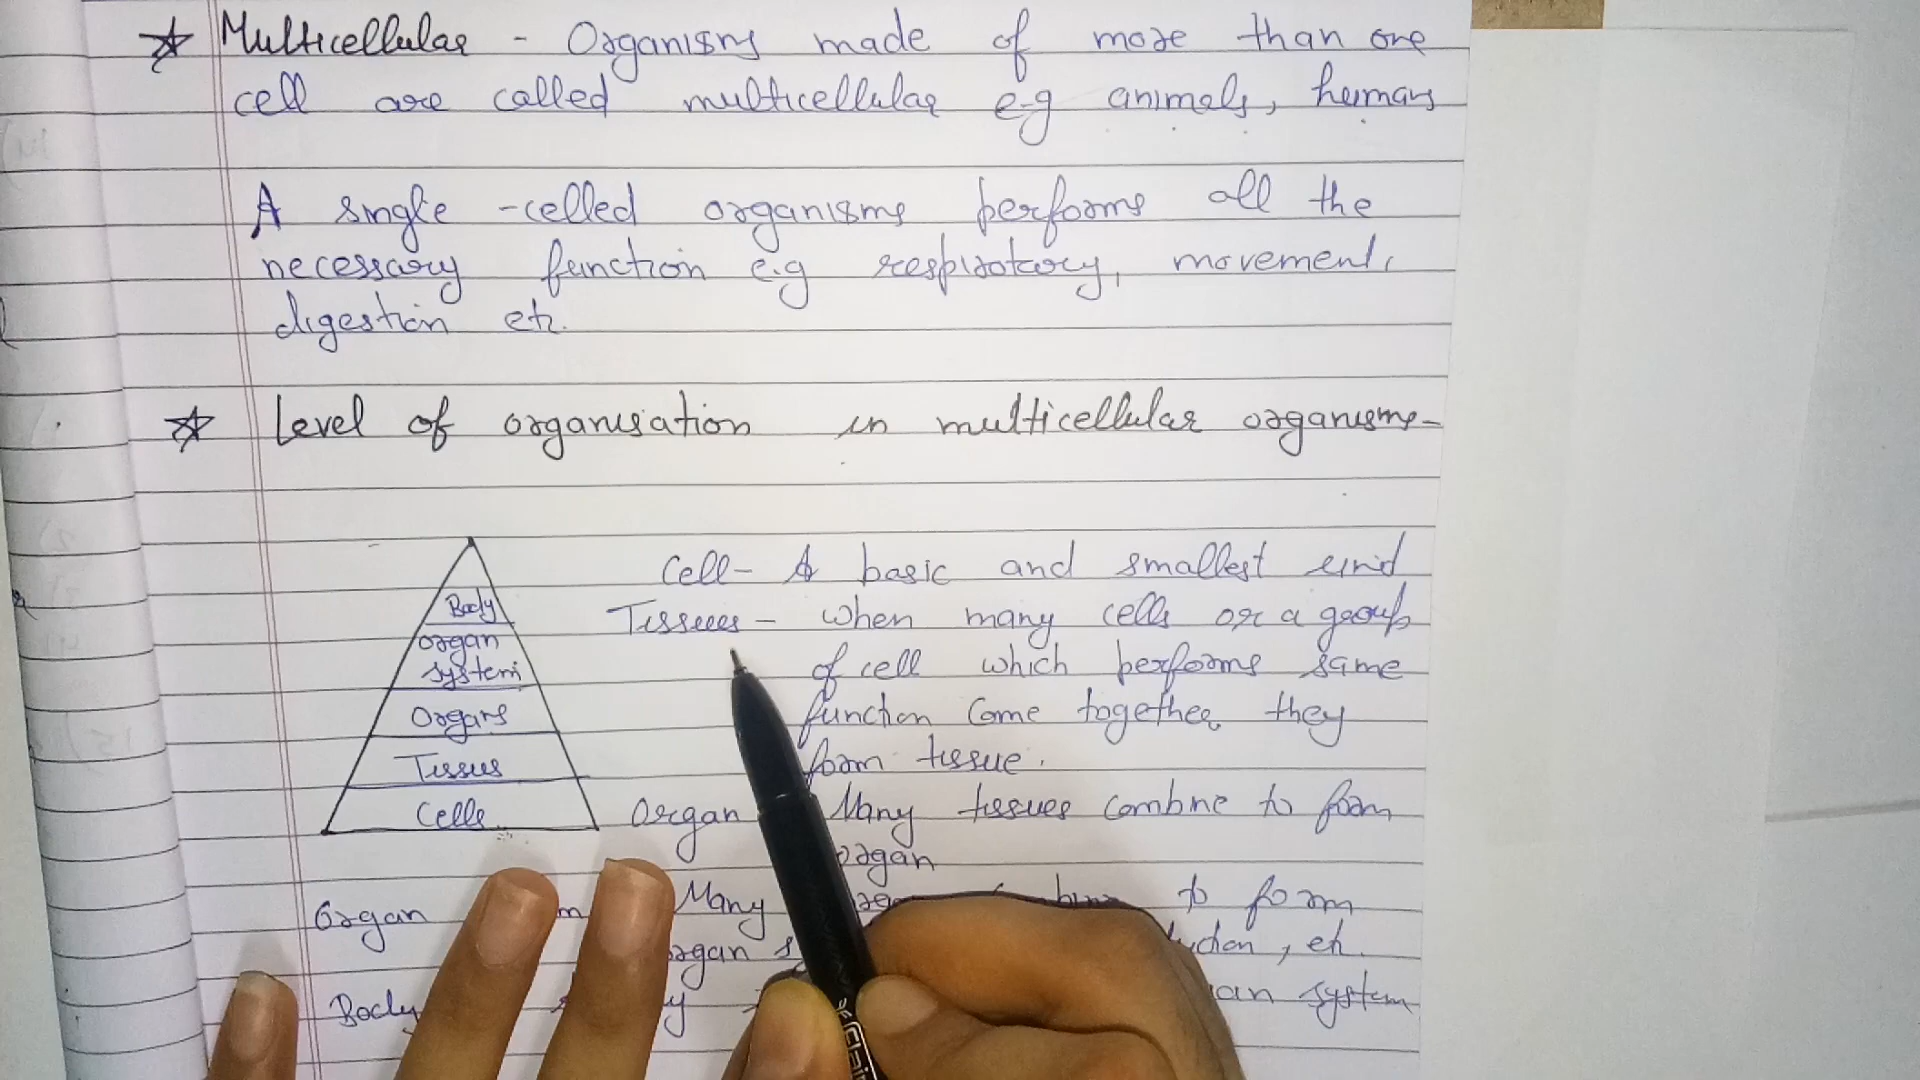 Multicellular - Organisms made of more than one
cell are called multicellular e.g animals, humans
A single-celled organisms performs all the
necessary function e.g respiratory, movement,
digestion etc.
Level of organisation in multicellular organisms-
Cell- A basic and smallest unit
Tissues - when many cells or a group
of cell which performs same
function come together they
form tissue.
Organ Many tissues combine to form
organ
Organ Many to form
organ etc.
Body system
Body
organ
system
Organs
Tissues
Cells